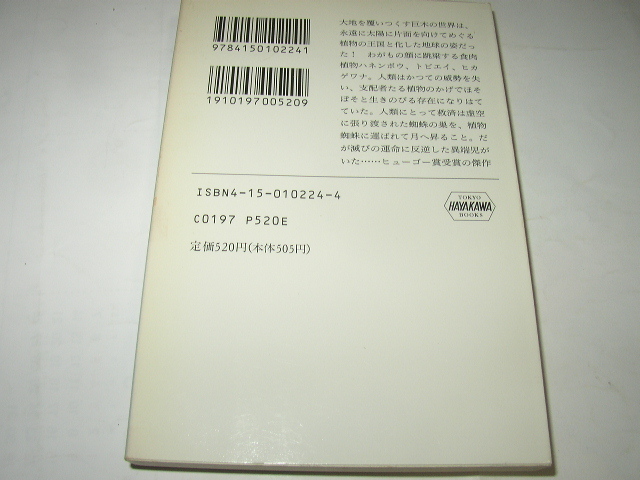 9784150102241
1910197005209
大地を覆いつくす巨木の世界は、
永遠に太陽に片面を向けてめぐる
植物の王国と化した地球の姿だっ
た！　わがもの顔に跳梁する食肉
植物ハネンボウ、トビエイ、ヒカ
ゲワナ。人類はかつての威勢を失
い、支配者たる植物のかげでほそ
ぼそと生きのびる存在になりはて
ていた。人類にとって救済は虚空
に張り渡された蜘蛛の巣を、植物
蜘蛛に運ばれて月へ昇ること。だ
が滅びの運命に反逆した異端児が
いた……ヒューゴー賞受賞の傑作
ISBN4-15-010224-4
C0197 P520E
定価520円(本体505円)
TOKYO
HAYAKAWA
BOOKS